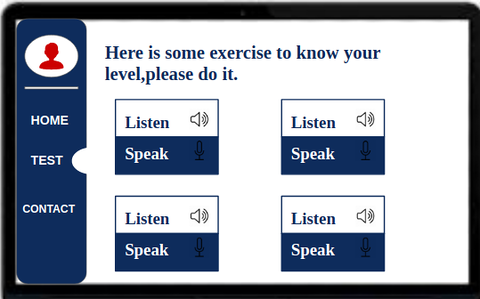 Here is some exercise to know your
level,please do it.
HOME
TEST
CONTACT
Listen
Speak
Listen
Speak
Listen
Speak
Listen
Speak